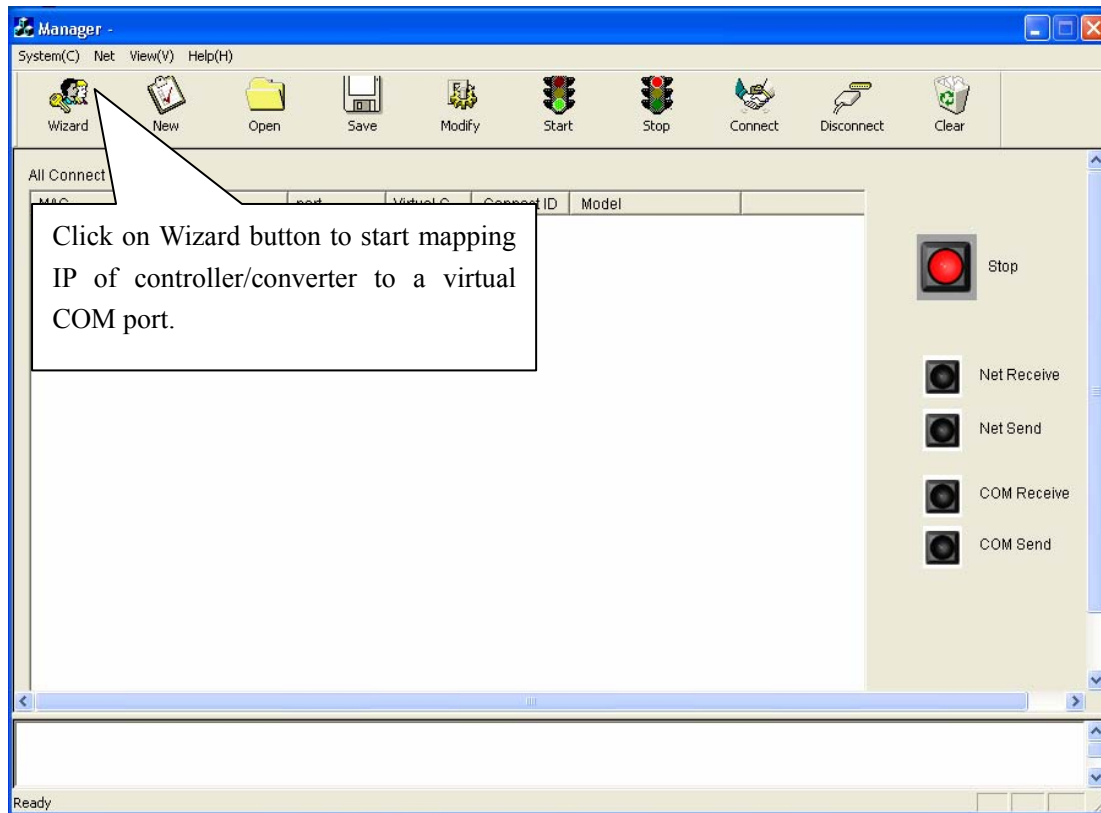 Manager -
System(C) Net View(V) Help(H)
Wizard New Open Save Modify Start Stop Connect Disconnect Clear
All Connect
port Virtual C Connect ID Model
Click on Wizard button to start mapping
IP of controller/converter to a virtual
COM port.
Stop
Net Receive
Net Send
COM Receive
COM Send
Ready